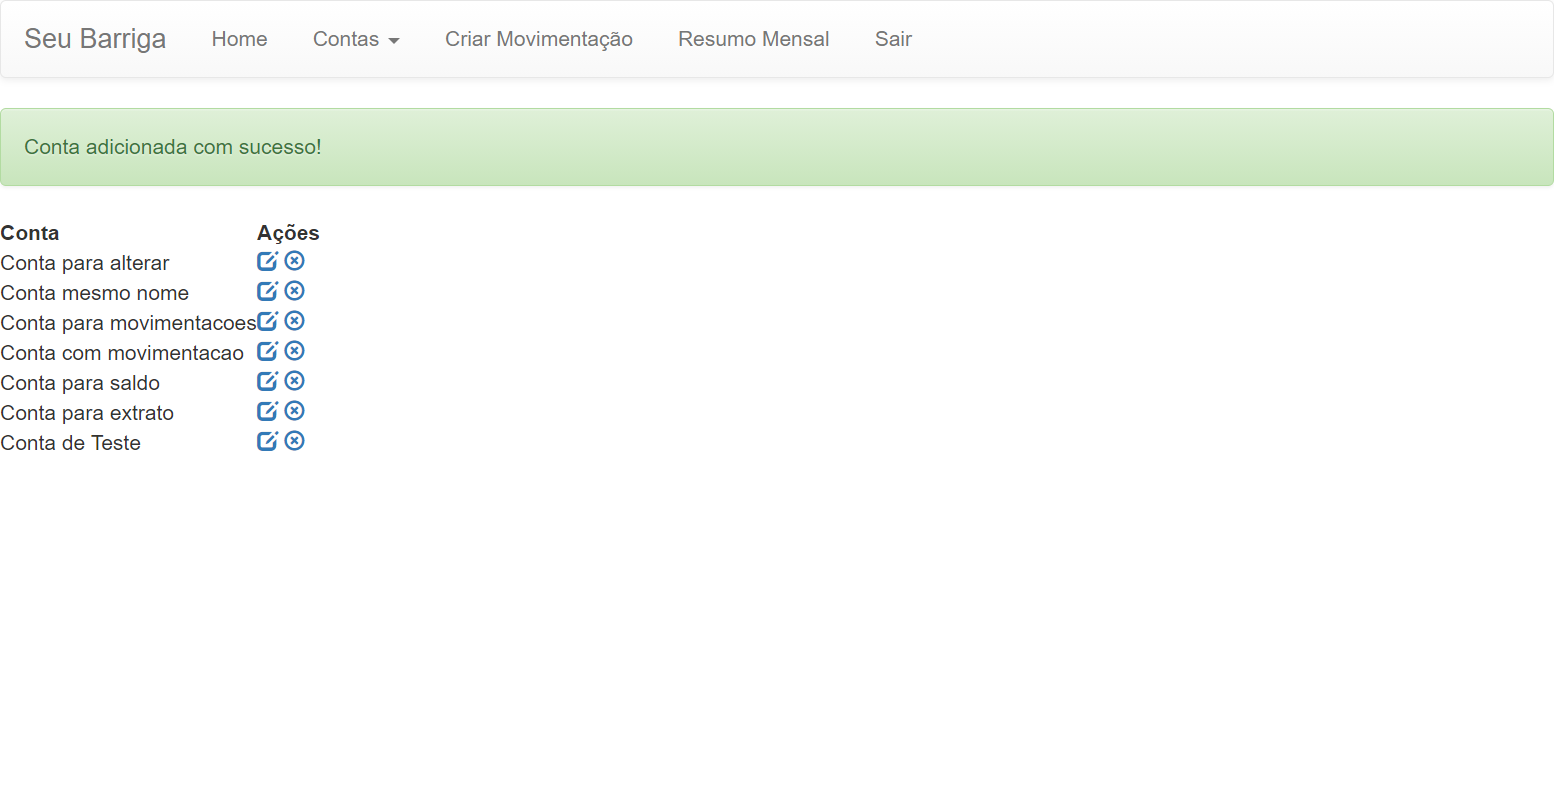 Seu Barriga Home Contas Criar Movimentação Resumo Mensal Sair
Conta adicionada com sucesso!
Conta Ações
Conta para alterar
Conta mesmo nome
Conta para movimentacoes
Conta com movimentacao
Conta para saldo
Conta para extrato
Conta de Teste